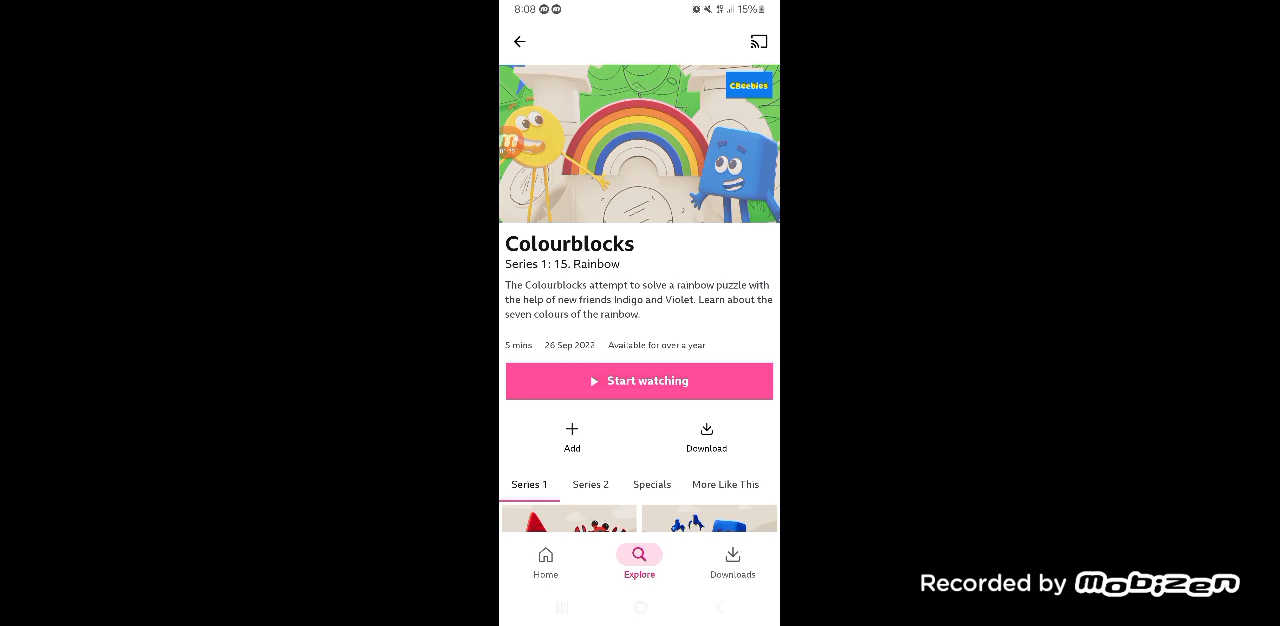 8:08
15%
CBeebies
Colourblocks
Series 1: 15. Rainbow
The Colourblocks attempt to solve a rainbow puzzle with
the help of new friends Indigo and Violet. Learn about the
seven colours of the rainbow.
5 mins 26 Sep 2022 Available for over a year
Start watching
Add Download
Series 1 Series 2 Specials More Like This
Home Explore Downloads
Recorded by Mobizen